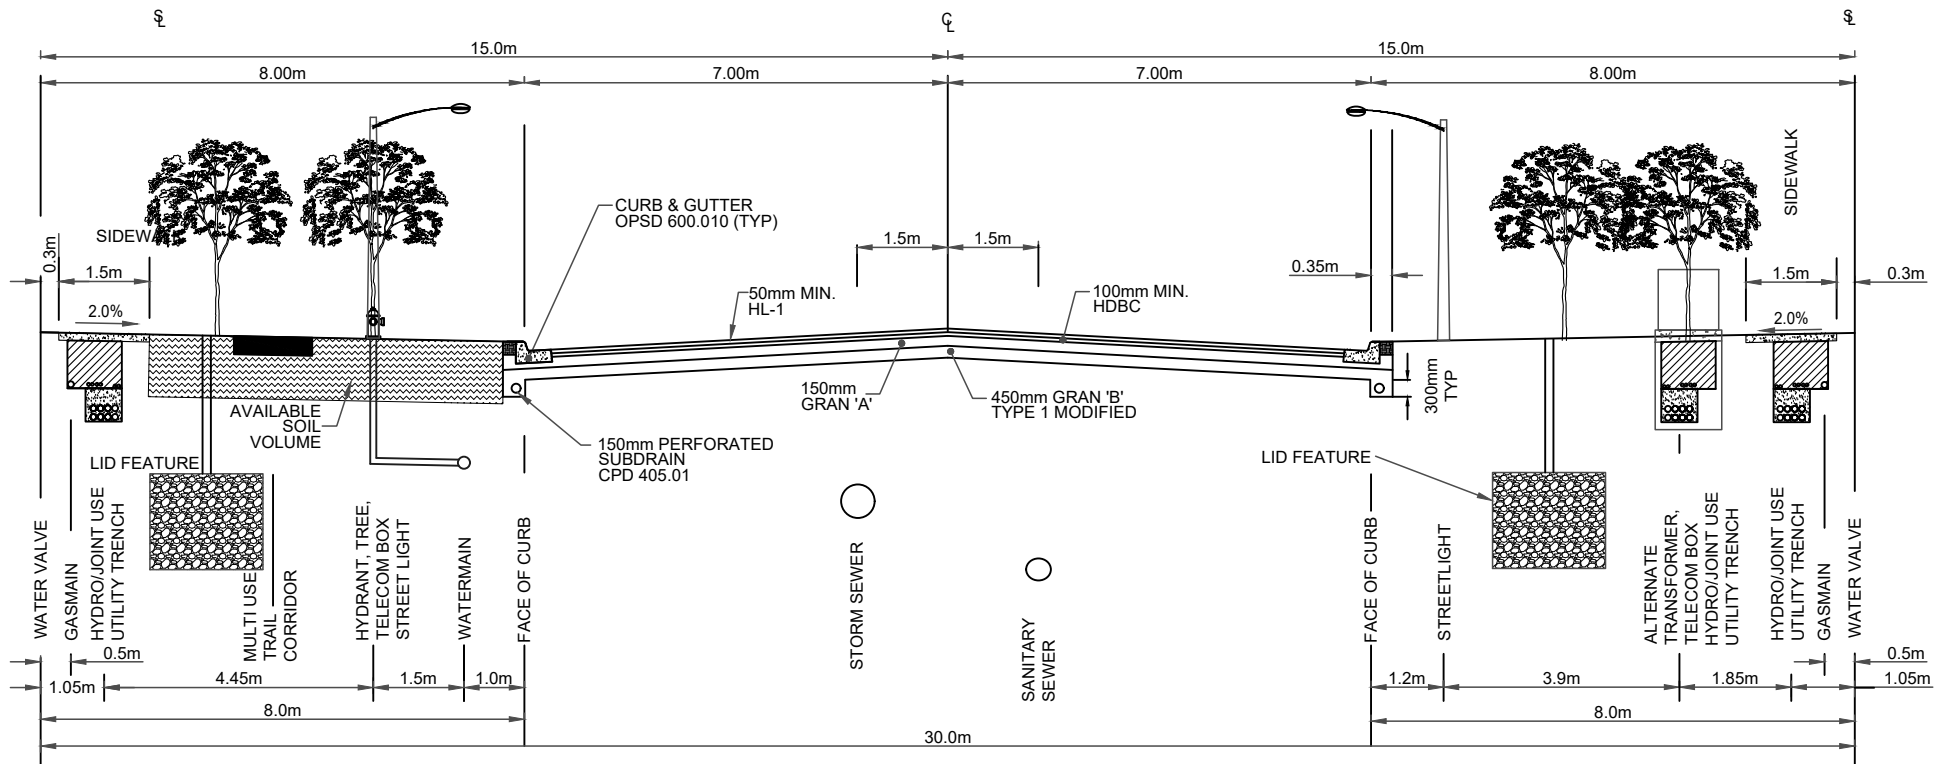 15.0m
15.0m
8.00m
7.00m
7.00m
8.00m
SIDEWALK
CURB & GUTTER
OPSD 600.010 (TYP)
0.3m
1.5m
1.5m
1.5m
0.35m
1.5m
0.3m
50mm MIN.
HL-1
100mm MIN.
HDBC
2.0%
2.0%
150mm
GRAN 'A'
450mm GRAN 'B'
TYPE 1 MODIFIED
300mm
TYP
AVAILABLE
SOIL
VOLUME
150mm PERFORATED
SUBDRAIN
CPD 405.01
LID FEATURE
LID FEATURE
WATER VALVE
GASMAIN
HYDRO/JOINT USE
UTILITY TRENCH
MULTI USE
TRAIL
CORRIDOR
HYDRANT, TREE,
TELECOM BOX
STREET LIGHT
WATERMAIN
FACE OF CURB
STORM SEWER
SANITARY
SEWER
FACE OF CURB
STREETLIGHT
ALTERNATE
TRANSFORMER,
TELECOM BOX
HYDRO/JOINT USE
UTILITY TRENCH
HYDRO/JOINT USE
UTILITY TRENCH
GASMAIN
WATER VALVE
0.5m
0.5m
1.05m
4.45m
1.5m
1.0m
1.2m
3.9m
1.85m
1.05m
8.0m
8.0m
30.0m